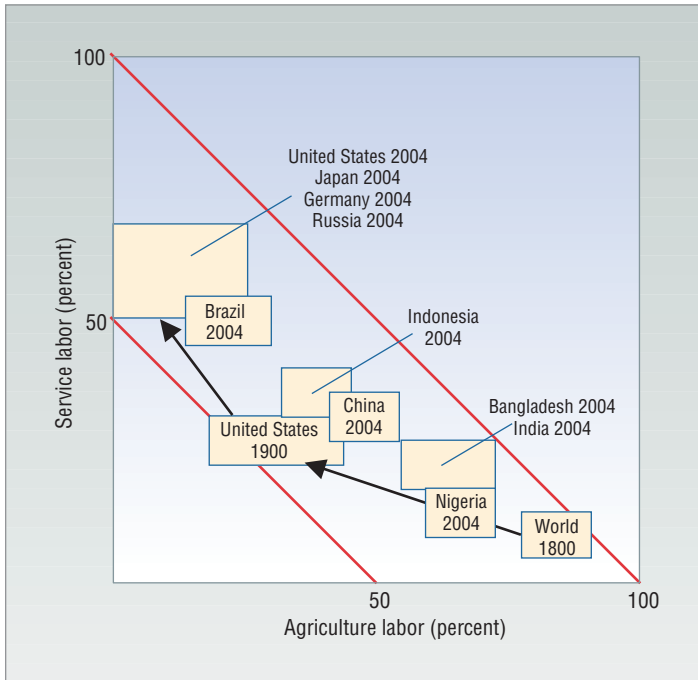 100
United States 2004
Japan 2004
Germany 2004
Russia 2004
Brazil
2004
50
Service labor (percent)
Indonesia
2004
China
2004
United States
1900
Bangladesh 2004
India 2004
Nigeria
2004
World
1800
50
100
Agriculture labor (percent)